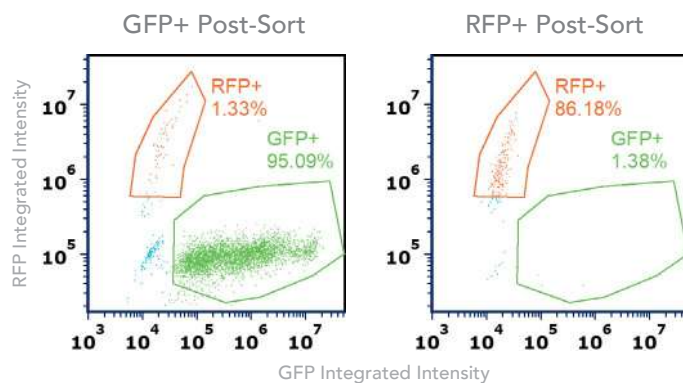 GFP+ Post-Sort
RFP+ Post-Sort
RFP Integrated Intensity
10⁷
10⁶
10⁵
RFP+
1.33%
GFP+
95.09%
10³ 10⁴ 10⁵ 10⁶ 10⁷
10⁷
10⁶
10⁵
RFP+
86.18%
GFP+
1.38%
10³ 10⁴ 10⁵ 10⁶ 10⁷
GFP Integrated Intensity